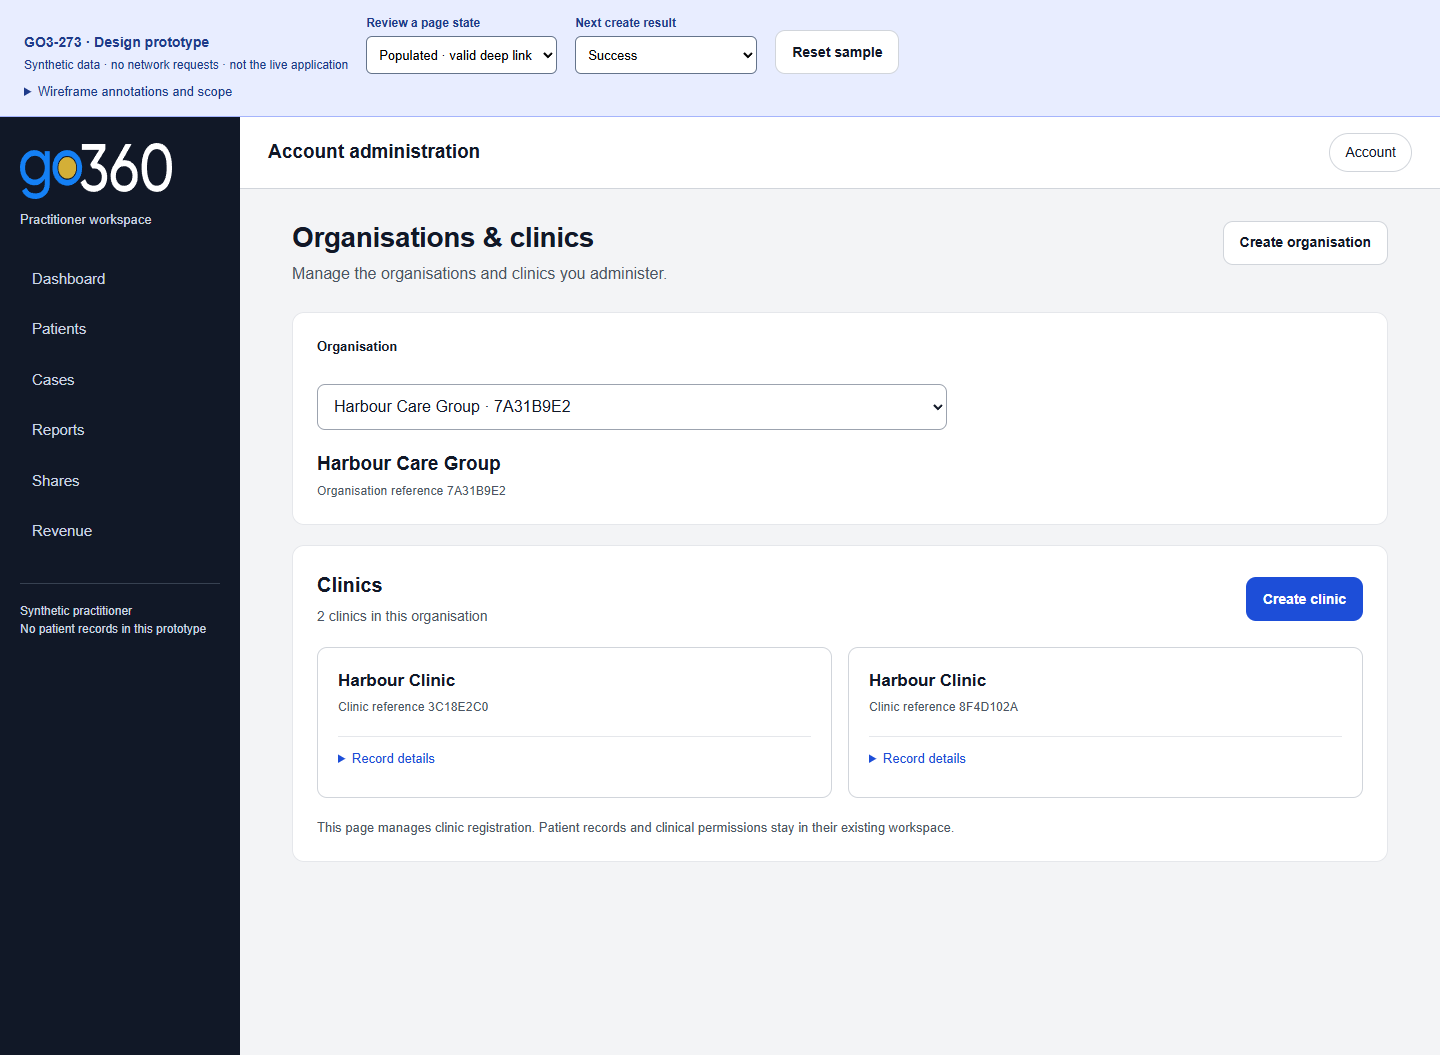 GO3-273 · Design prototype
Synthetic data · no network requests · not the live application
Wireframe annotations and scope
Review a page state
Populated · valid deep link
Next create result
Success
Reset sample
go360
Practitioner workspace
Dashboard
Patients
Cases
Reports
Shares
Revenue
Synthetic practitioner
No patient records in this prototype
Account administration
Account
Organisations & clinics
Manage the organisations and clinics you administer.
Create organisation
Organisation
Harbour Care Group · 7A31B9E2
Harbour Care Group
Organisation reference 7A31B9E2
Clinics
2 clinics in this organisation
Create clinic
Harbour Clinic
Clinic reference 3C18E2C0
Record details
Harbour Clinic
Clinic reference 8F4D102A
Record details
This page manages clinic registration. Patient records and clinical permissions stay in their existing workspace.